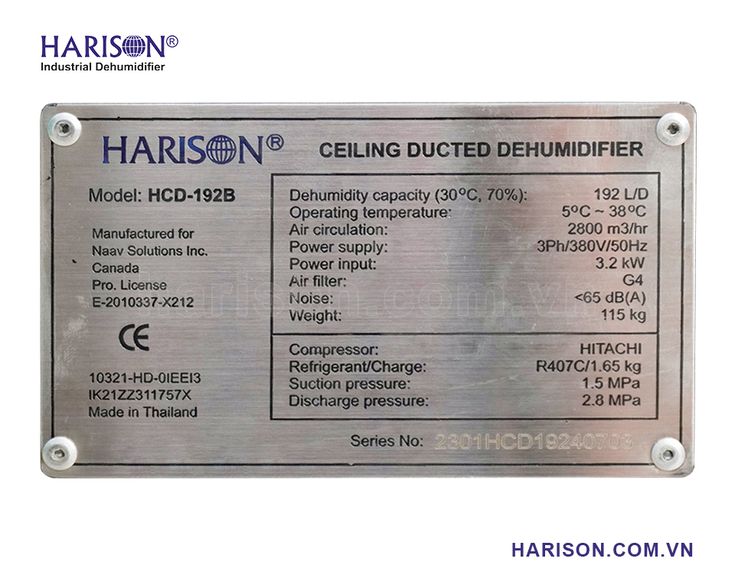 HARISON®
Industrial Dehumidifier
HARISON®
CEILING DUCTED DEHUMIDIFIER
Model: HCD-192B
Manufactured for
Naav Solutions Inc.
Canada
Pro. License
E-2010337-X212
CE
10321-HD-0IEEI3
IK21ZZ311757X
Made in Thailand
Dehumidity capacity (30°C, 70%): 192 L/D
Operating temperature: 5°C ~ 38°C
Air circulation: 2800 m3/hr
Power supply: 3Ph/380V/50Hz
Power input: 3.2 kW
Air filter: G4
Noise: <65 dB(A)
Weight: 115 kg
Compressor: HITACHI
Refrigerant/Charge: R407C/1.65 kg
Suction pressure: 1.5 MPa
Discharge pressure: 2.8 MPa
Series No: 2301HCD19240703
harison.com.vn
HARISON.COM.VN